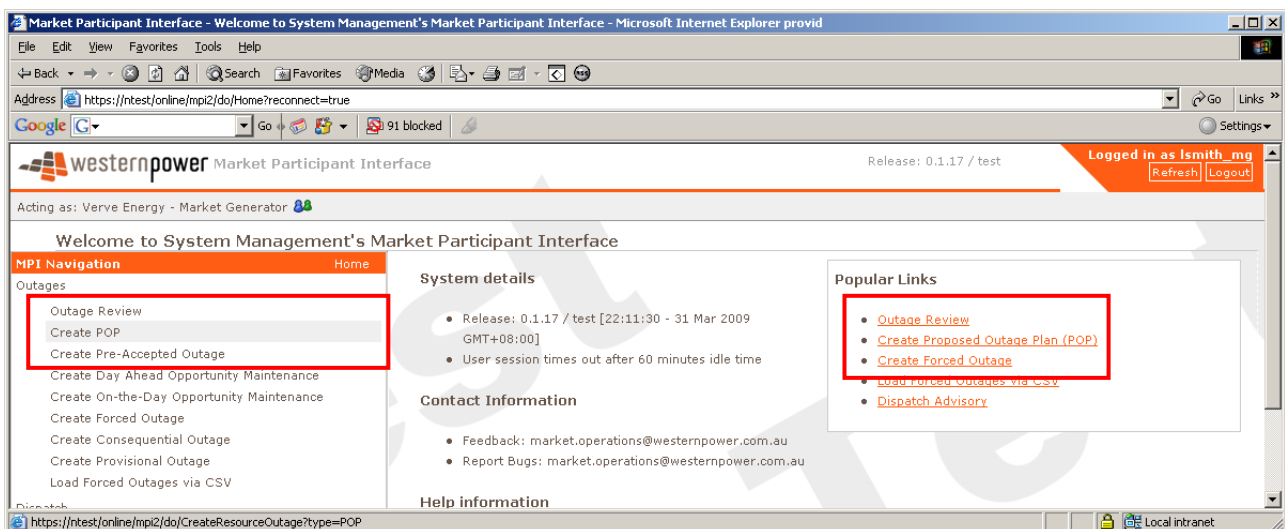 Market Participant Interface - Welcome to System Management's Market Participant Interface - Microsoft Internet Explorer provid
File Edit View Favorites Tools Help
Back Search Favorites Media
Address https://ntest/online/mpi2/do/Home?reconnect=true Go Links »
Google G Go 91 blocked Settings
westernpower Market Participant Interface Release: 0.1.17 / test Logged in as lsmith_mg
Refresh Logout
Acting as: Verve Energy - Market Generator
Welcome to System Management's Market Participant Interface
MPI Navigation Home
Outages
Outage Review
Create POP
Create Pre-Accepted Outage
Create Day Ahead Opportunity Maintenance
Create On-the-Day Opportunity Maintenance
Create Forced Outage
Create Consequential Outage
Create Provisional Outage
Load Forced Outages via CSV
Dispatch
System details
• Release: 0.1.17 / test [22:11:30 - 31 Mar 2009
GMT+08:00]
• User session times out after 60 minutes idle time
Contact Information
• Feedback: market.operations@westernpower.com.au
• Report Bugs: market.operations@westernpower.com.au
Help information
Popular Links
• Outage Review
• Create Proposed Outage Plan (POP)
• Create Forced Outage
• Load Forced Outages via CSV
• Dispatch Advisory
https://ntest/online/mpi2/do/CreateResourceOutage?type=POP Local intranet